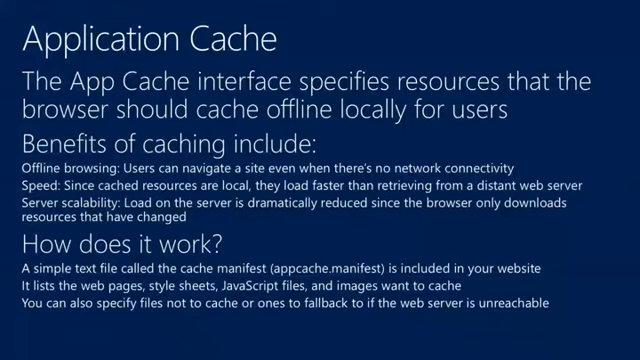 Application Cache
The App Cache interface specifies resources that the
browser should cache offline locally for users
Benefits of caching include:
Offline browsing: Users can navigate a site even when there's no network connectivity
Speed: Since cached resources are local, they load faster than retrieving from a distant web server
Server scalability: Load on the server is dramatically reduced since the browser only downloads
resources that have changed
How does it work?
A simple text file called the cache manifest (appcache.manifest) is included in your website
It lists the web pages, style sheets, JavaScript files, and images want to cache
You can also specify files not to cache or ones to fallback to if the web server is unreachable